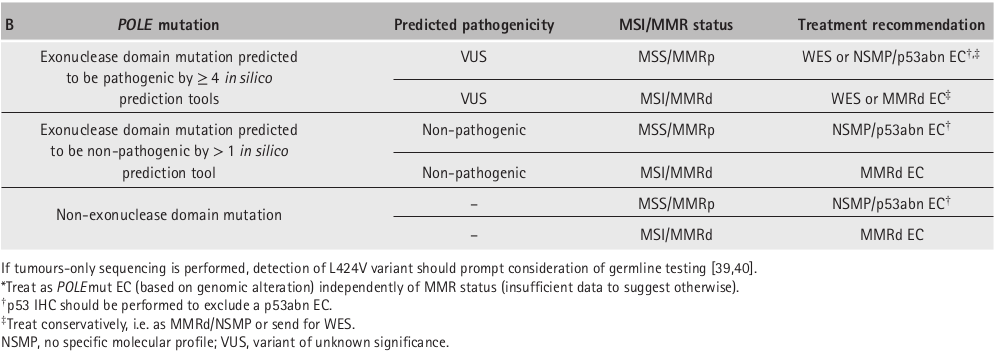 B POLE mutation Predicted pathogenicity MSI/MMR status Treatment recommendation
Exonuclease domain mutation predicted VUS MSS/MMRp WES or NSMP/p53abn EC†,‡
to be pathogenic by ≥ 4 in silico
prediction tools VUS MSI/MMRd WES or MMRd EC‡
Exonuclease domain mutation predicted Non-pathogenic MSS/MMRp NSMP/p53abn EC†
to be non-pathogenic by > 1 in silico
prediction tool Non-pathogenic MSI/MMRd MMRd EC
Non-exonuclease domain mutation – MSS/MMRp NSMP/p53abn EC†
– MSI/MMRd MMRd EC
If tumours-only sequencing is performed, detection of L424V variant should prompt consideration of germline testing [39,40].
*Treat as POLEmut EC (based on genomic alteration) independently of MMR status (insufficient data to suggest otherwise).
†p53 IHC should be performed to exclude a p53abn EC.
‡Treat conservatively, i.e. as MMRd/NSMP or send for WES.
NSMP, no specific molecular profile; VUS, variant of unknown significance.